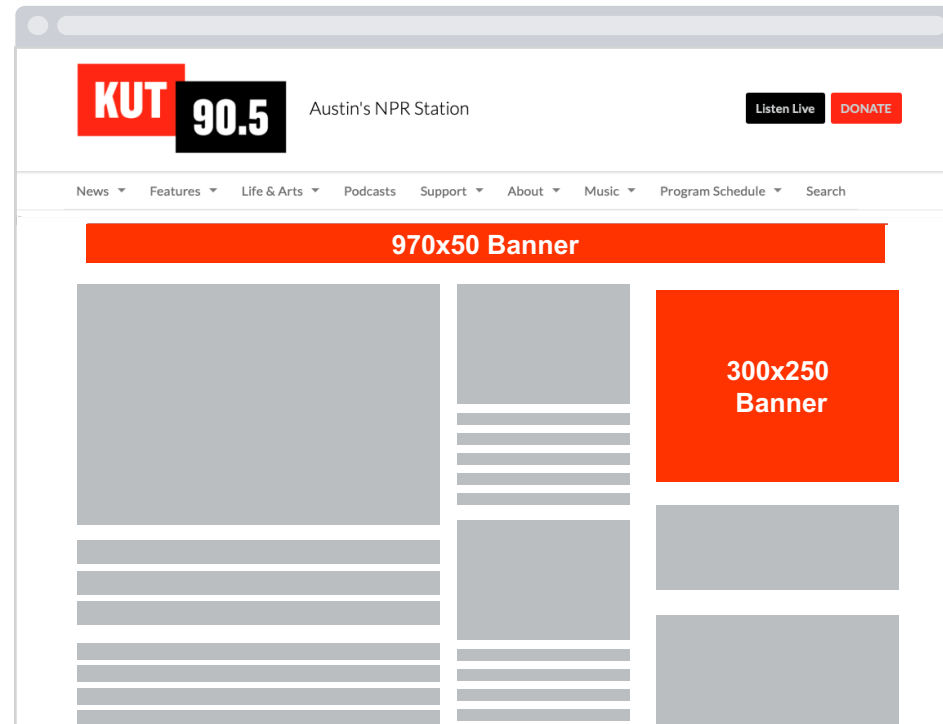 KUT
90.5
Austin's NPR Station
Listen Live
DONATE
News Features Life & Arts Podcasts Support About Music Program Schedule Search
970x50 Banner
300x250
Banner